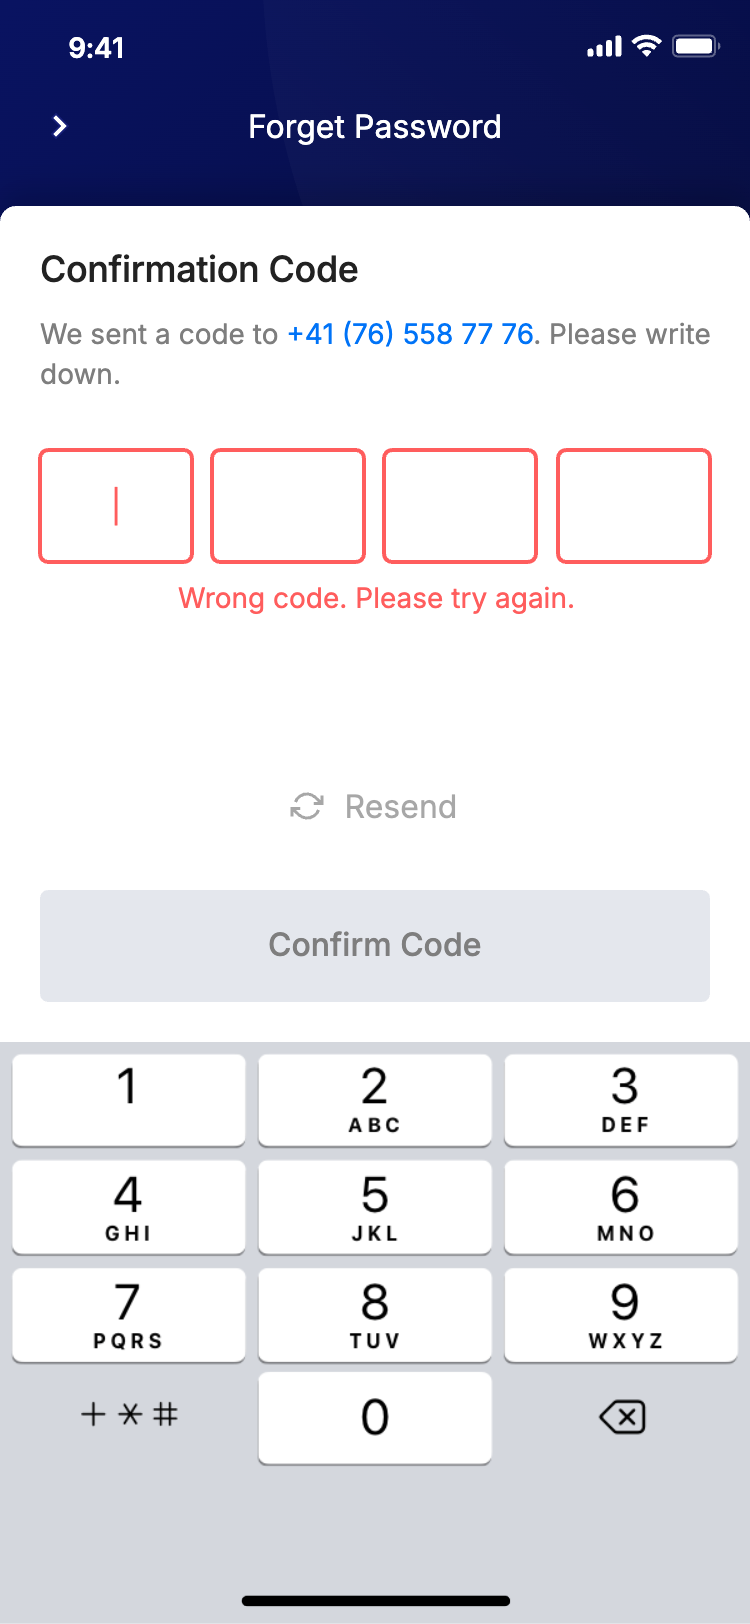 9:41
Forget Password
Confirmation Code
We sent a code to +41 (76) 558 77 76. Please write
down.
Wrong code. Please try again.
Resend
Confirm Code
1 2 3
ABC DEF
4 5 6
GHI JKL MNO
7 8 9
PQRS TUV WXYZ
+ * # 0